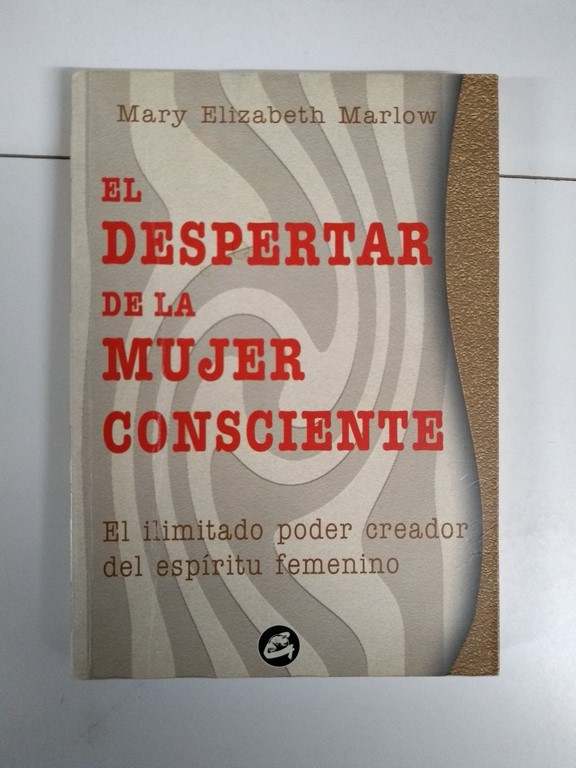 Mary Elizabeth Marlow
EL
DESPERTAR
DE LA
MUJER
CONSCIENTE
El ilimitado poder creador
del espíritu femenino